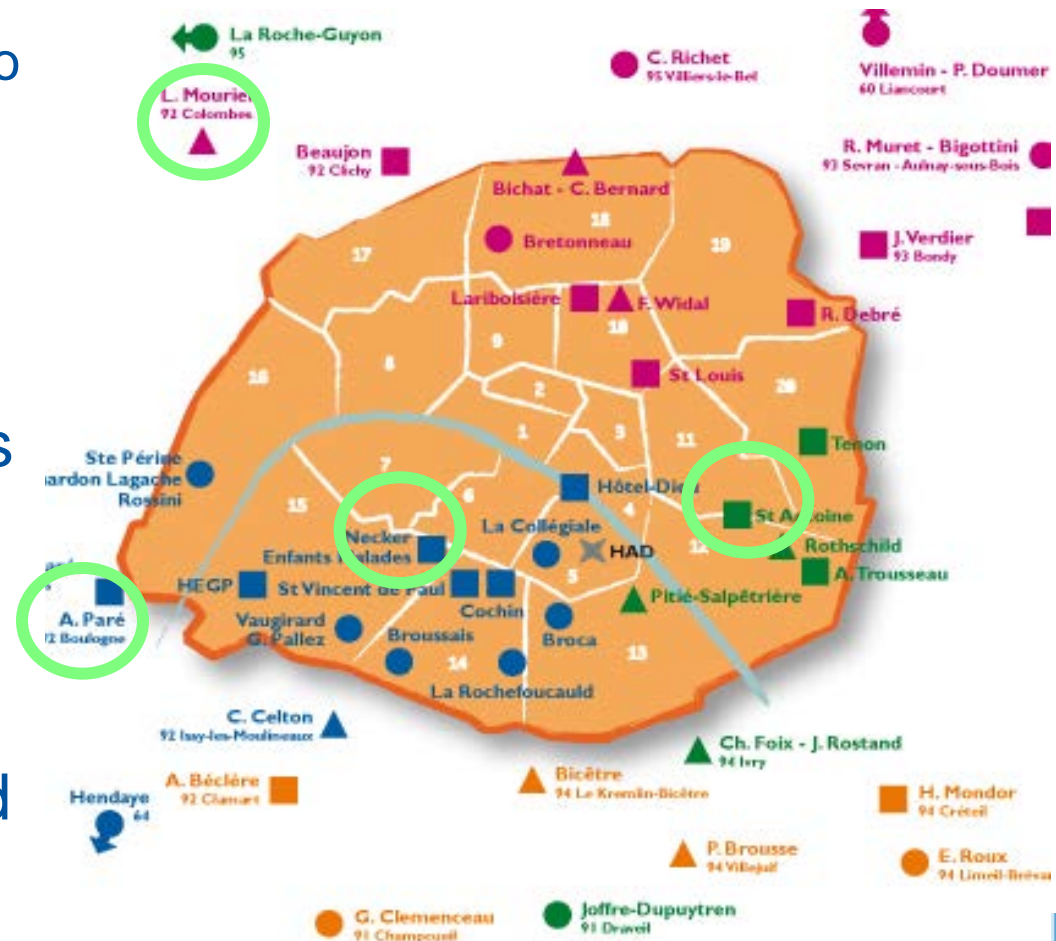 La Roche-Guyon
95
C. Richet
95 Villiers-le-Bel
Villemin - P. Doumer
60 Liancourt
L. Mourier
92 Colombes
Beaujon
92 Clichy
R. Muret - Bigottini
93 Sevran - Aulnay-sous-Bois
Bichat - C. Bernard
18
Bretonneau
17
19
J. Verdier
93 Bondy
Lariboisière
F. Widal
10
R. Debré
9
8
16
St Louis
2
20
1
3
11
Tenon
7
Ste Périne
Lagache
Rossini
15
6
Hôtel-Dieu
4
St Antoine
La Collégiale
HAD
12
Rothschild
Necker
Enfants Malades
5
A. Trousseau
A. Paré
Boulogne
HEGP
St Vincent de Paul
Cochin
Pitié-Salpêtrière
Vaugirard
G. Pallez
Broussais
Broca
14
13
La Rochefoucauld
C. Celton
92 Issy-les-Moulineaux
Ch. Foix - J. Rostand
94 Ivry
A. Béclère
92 Clamart
Bicêtre
94 Le Kremlin-Bicêtre
Hendaye
64
H. Mondor
94 Créteil
P. Brousse
94 Villejuif
E. Roux
94 Limeil-Bréva
G. Clemenceau
91 Champcueil
Joffre-Dupuytren
91 Draveil